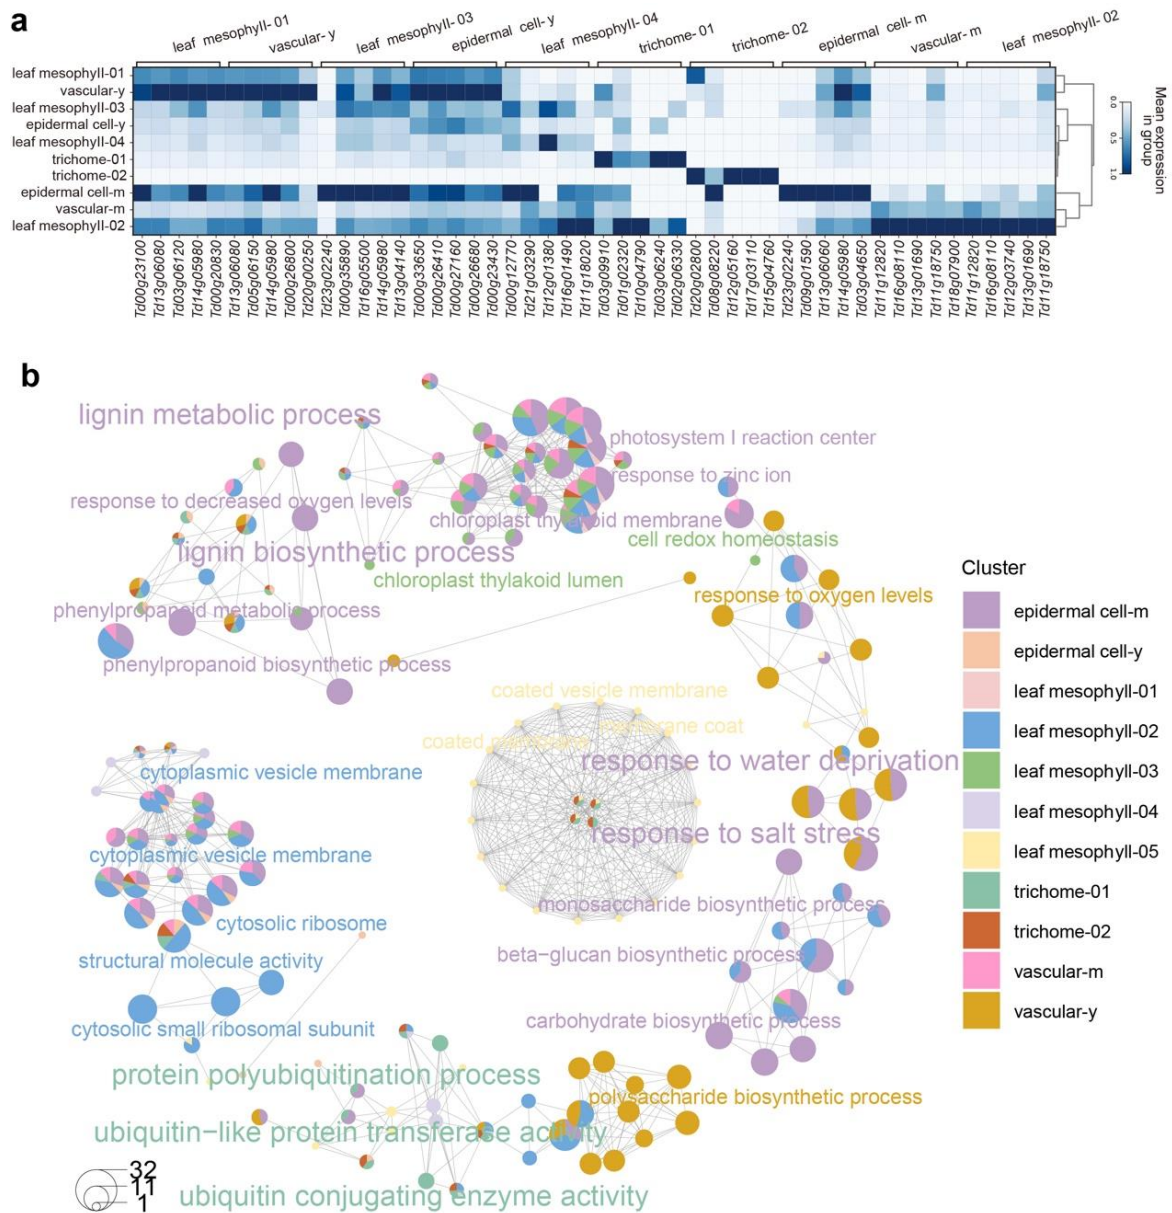 a
leaf mesophyll-01
vascular-y
leaf mesophyll-03
epidermal cell-y
leaf mesophyll-04
trichome-01
trichome-02
epidermal cell-m
vascular-m
leaf mesophyll-02
leaf mesophyll-01
vascular-y
leaf mesophyll-03
epidermal cell-y
leaf mesophyll-04
trichome-01
trichome-02
epidermal cell-m
vascular-m
leaf mesophyll-02
0.0
0.5
1.0
Mean expression
in group
Td00g23100
Td13g06080
Td03g06120
Td14g05980
Td00g20830
Td13g06080
Td05g06150
Td14g05980
Td00g26800
Td20g00250
Td23g02240
Td00g35890
Td16g05500
Td14g05980
Td13g04140
Td00g33650
Td00g26410
Td00g27160
Td00g26680
Td00g23430
Td00g12770
Td21g03290
Td12g01380
Td16g01490
Td11g18020
Td03g09910
Td01g02320
Td10g04790
Td03g06240
Td02g06330
Td20g02800
Td08g08220
Td12g05160
Td17g03110
Td15g04760
Td23g02240
Td09g01590
Td13g06060
Td14g05980
Td03g04650
Td11g12820
Td16g08110
Td13g01690
Td11g18750
Td18g07900
Td11g12820
Td16g08110
Td12g03740
Td13g01690
Td11g18750
b
lignin metabolic process
photosystem I reaction center
response to zinc ion
response to decreased oxygen levels
chloroplast thylakoid membrane
cell redox homeostasis
lignin biosynthetic process
chloroplast thylakoid lumen
response to oxygen levels
phenylpropanoid metabolic process
phenylpropanoid biosynthetic process
coated vesicle membrane
membrane coat
coated membrane
response to water deprivation
cytoplasmic vesicle membrane
response to salt stress
cytoplasmic vesicle membrane
monosaccharide biosynthetic process
cytosolic ribosome
beta−glucan biosynthetic process
structural molecule activity
carbohydrate biosynthetic process
cytosolic small ribosomal subunit
protein polyubiquitination process
polysaccharide biosynthetic process
ubiquitin−like protein transferase activity
ubiquitin conjugating enzyme activity
32
11
1
Cluster
epidermal cell-m
epidermal cell-y
leaf mesophyll-01
leaf mesophyll-02
leaf mesophyll-03
leaf mesophyll-04
leaf mesophyll-05
trichome-01
trichome-02
vascular-m
vascular-y